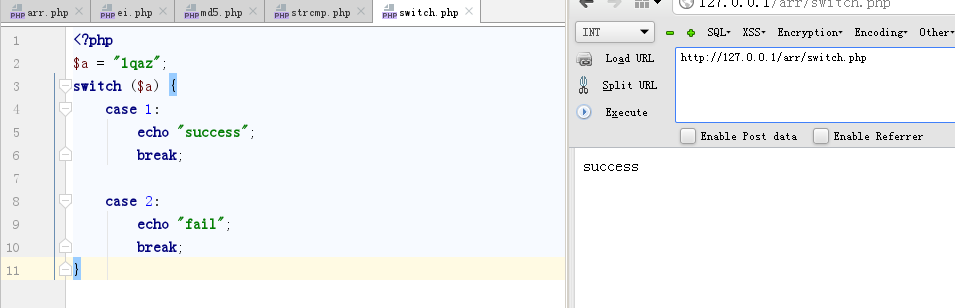 arr.php
ei.php
md5.php
strcmp.php
switch.php
1 <?php
2 $a = "1qaz";
3 switch ($a) {
4 case 1:
5 echo "success";
6 break;
7
8 case 2:
9 echo "fail";
10 break;
11 }
127.0.0.1/arr/switch.php
INT
SQL XSS Encryption Encoding Other
Load URL
Split URL
Execute
http://127.0.0.1/arr/switch.php
Enable Post data
Enable Referrer
success